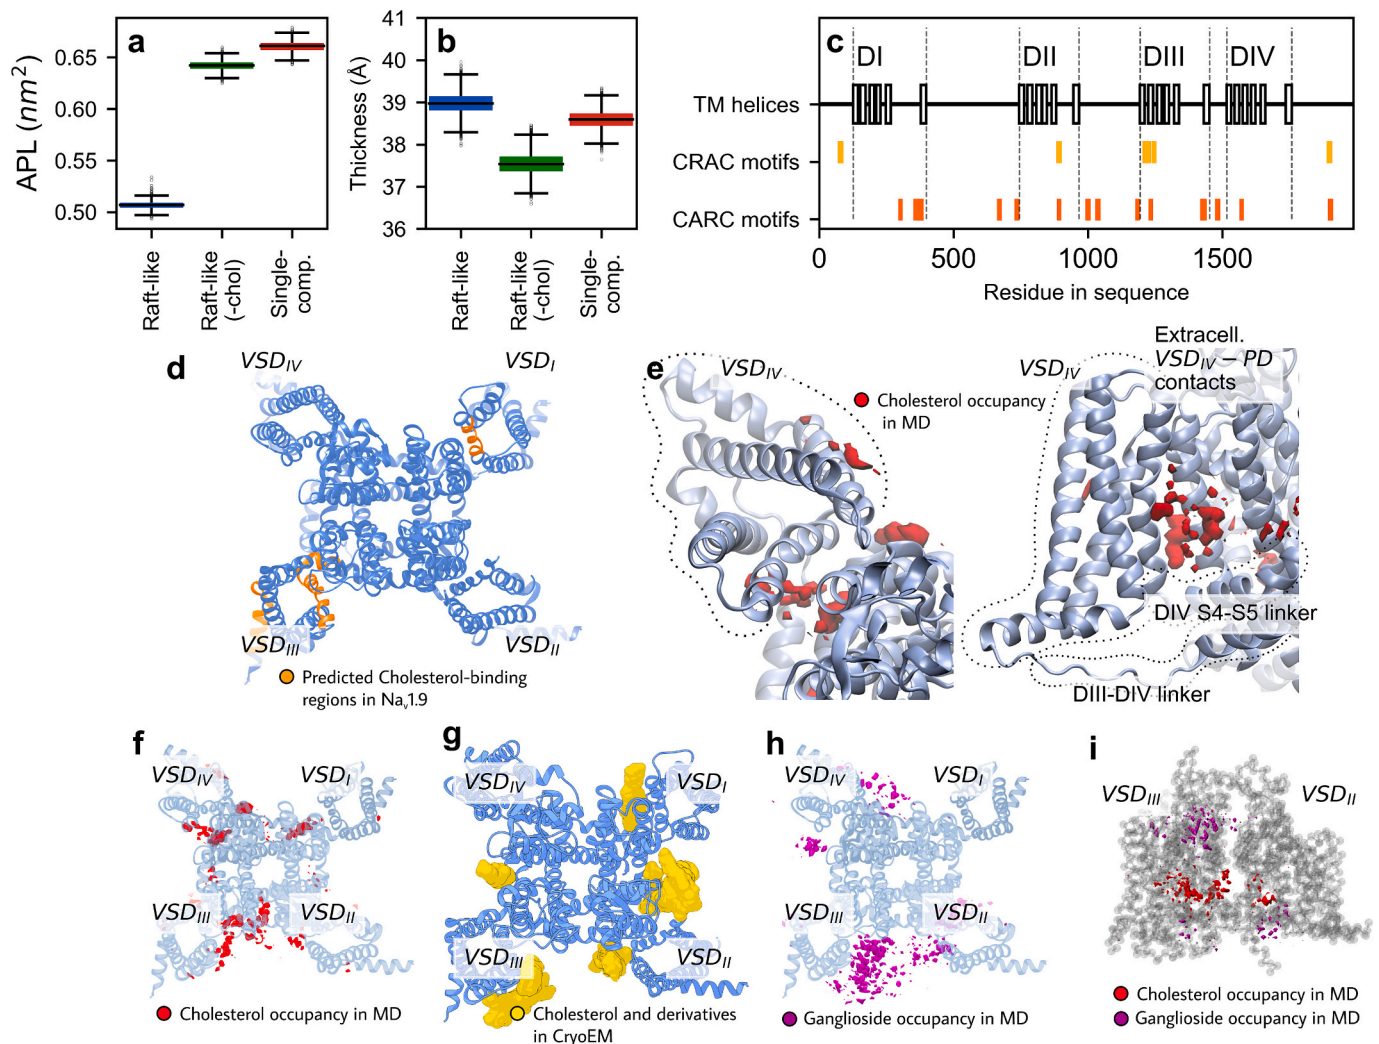 a
APL (nm²)
0.65
0.60
0.55
0.50
Raft-like
Raft-like
(-chol)
Single-
comp.
b
Thickness (Å)
41
40
39
38
37
36
Raft-like
Raft-like
(-chol)
Single-
comp.
c
DI
DII
DIII
DIV
TM helices
CRAC motifs
CARC motifs
0
500
1000
1500
Residue in sequence
d
VSD_IV
VSD_I
VSD_III
VSD_II
Predicted Cholesterol-binding
regions in Na_v1.9
e
VSD_IV
Cholesterol occupancy
in MD
VSD_IV
Extracell.
VSD_IV – PD
contacts
DIV S4-S5 linker
DIII-DIV linker
f
VSD_IV
VSD_I
VSD_III
VSD_II
Cholesterol occupancy in MD
g
VSD_IV
VSD_I
VSD_III
VSD_II
Cholesterol and derivatives
in CryoEM
h
VSD_IV
VSD_I
VSD_III
VSD_II
Ganglioside occupancy in MD
i
VSD_III
VSD_II
Cholesterol occupancy in MD
Ganglioside occupancy in MD